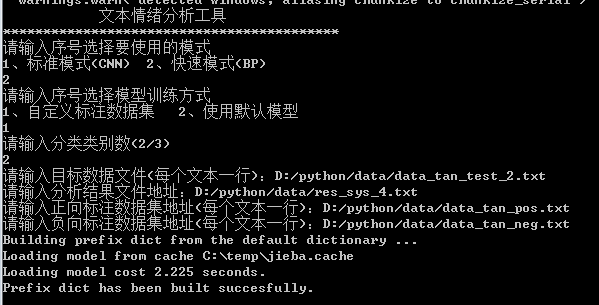 warnings.warn("detected Windows; aliasing chunkize to chunkize_serial")
文本情绪分析工具
****************************************
请输入序号选择要使用的模式
1、标准模式(CNN)  2、快速模式(BP)
2
请输入序号选择模型训练方式
1、自定义标注数据集   2、使用默认模型
1
请输入分类类别数(2/3)
2
请输入目标数据文件(每个文本一行)：D:/python/data/data_tan_test_2.txt
请输入分析结果文件地址：D:/python/data/res_sys_4.txt
请输入正向标注数据集地址(每个文本一行)：D:/python/data/data_tan_pos.txt
请输入负向标注数据集地址(每个文本一行)：D:/python/data/data_tan_neg.txt
Building prefix dict from the default dictionary ...
Loading model from cache C:\temp\jieba.cache
Loading model cost 2.225 seconds.
Prefix dict has been built succesfully.